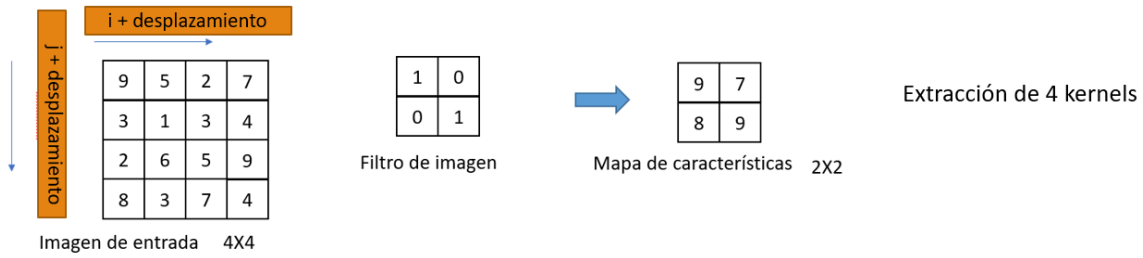 i + desplazamiento
j + desplazamiento
9 5 2 7
3 1 3 4
2 6 5 9
8 3 7 4
Imagen de entrada 4X4
1 0
0 1
Filtro de imagen
9 7
8 9
Mapa de característícas 2X2
Extracción de 4 kernels